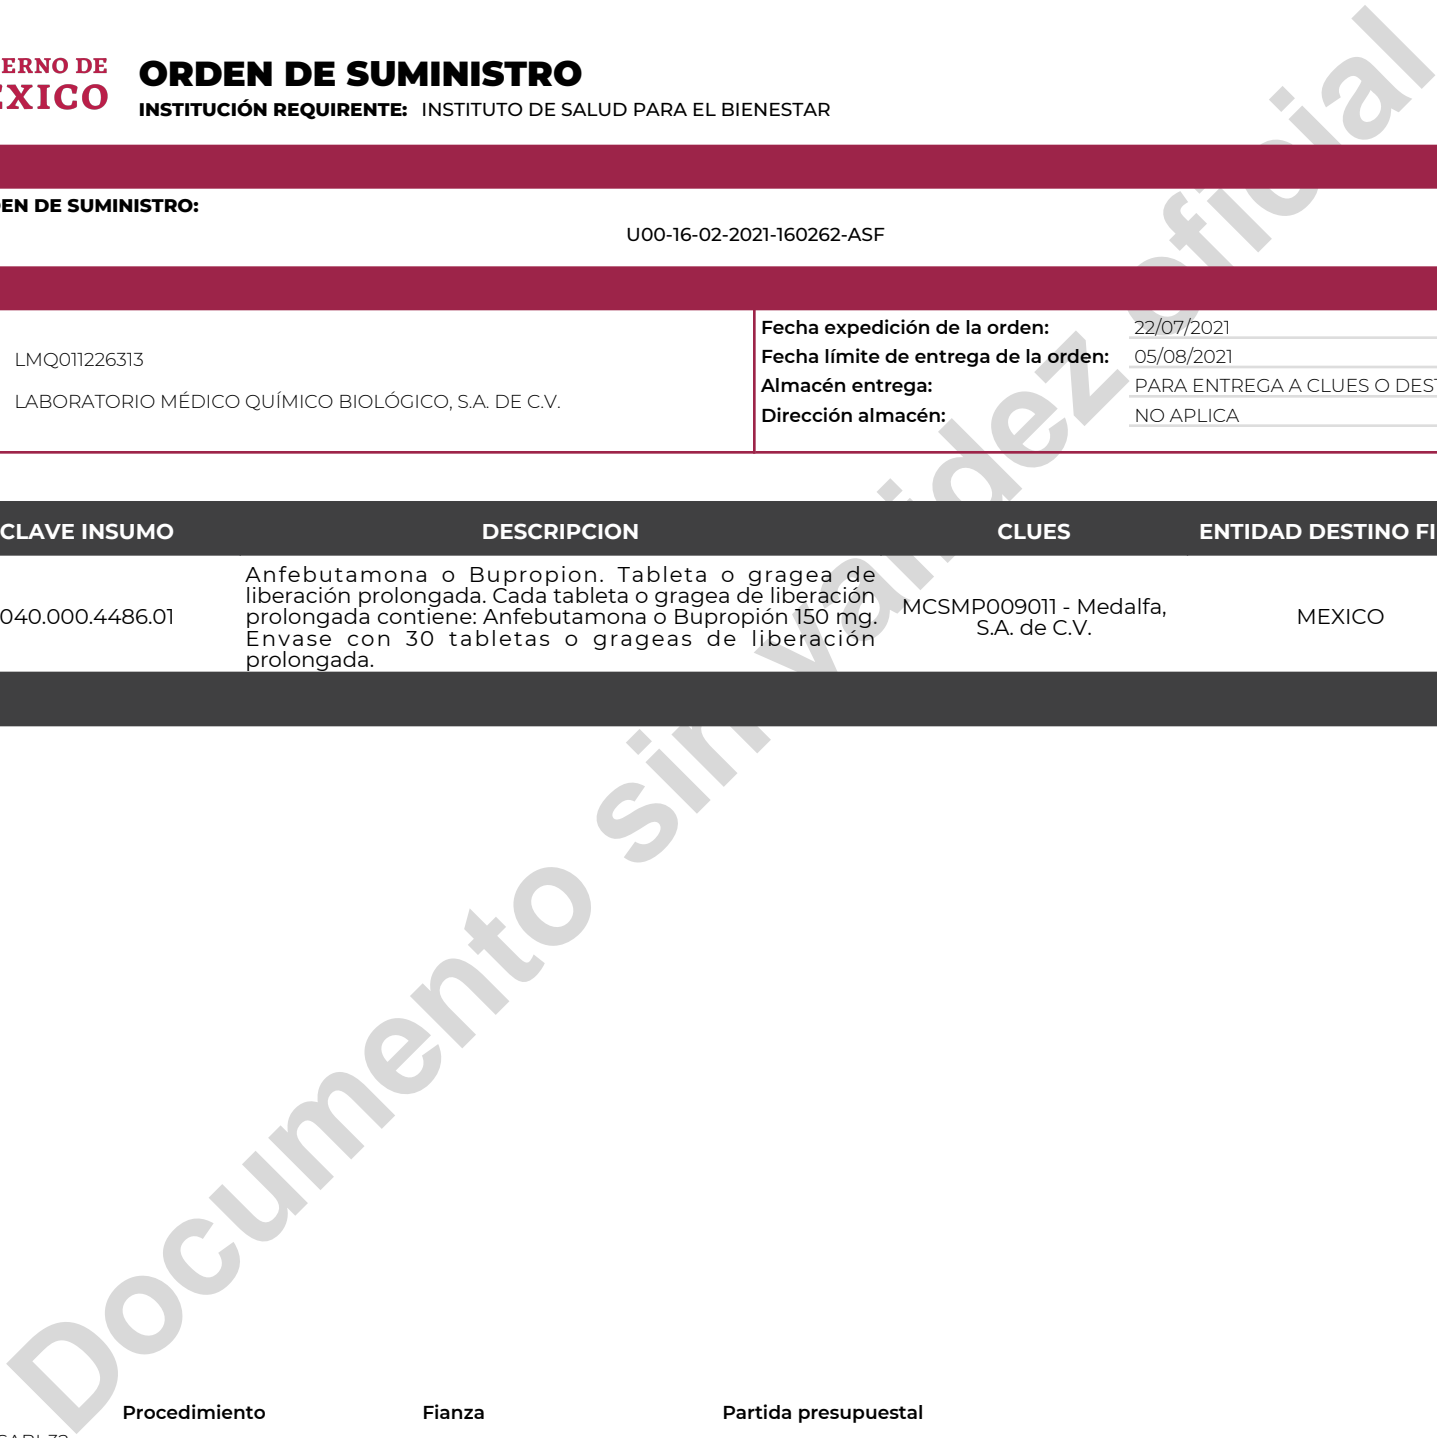 ERNO DE
EXICO
ORDEN DE SUMINISTRO
INSTITUCIÓN REQUIRENTE: INSTITUTO DE SALUD PARA EL BIENESTAR
EN DE SUMINISTRO:
U00-16-02-2021-160262-ASF
LMQ011226313
LABORATORIO MÉDICO QUÍMICO BIOLÓGICO, S.A. DE C.V.
Fecha expedición de la orden: 22/07/2021
Fecha límite de entrega de la orden: 05/08/2021
Almacén entrega: PARA ENTREGA A CLUES O DEST
Dirección almacén: NO APLICA
CLAVE INSUMO DESCRIPCION CLUES ENTIDAD DESTINO FI
040.000.4486.01
Anfebutamona o Bupropion. Tableta o gragea de
liberación prolongada. Cada tableta o gragea de liberación
prolongada contiene: Anfebutamona o Bupropión 150 mg.
Envase con 30 tabletas o grageas de liberación
prolongada.
MCSMP009011 - Medalfa,
S.A. de C.V.
MEXICO
Documento sin validez oficial
Procedimiento Fianza Partida presupuestal